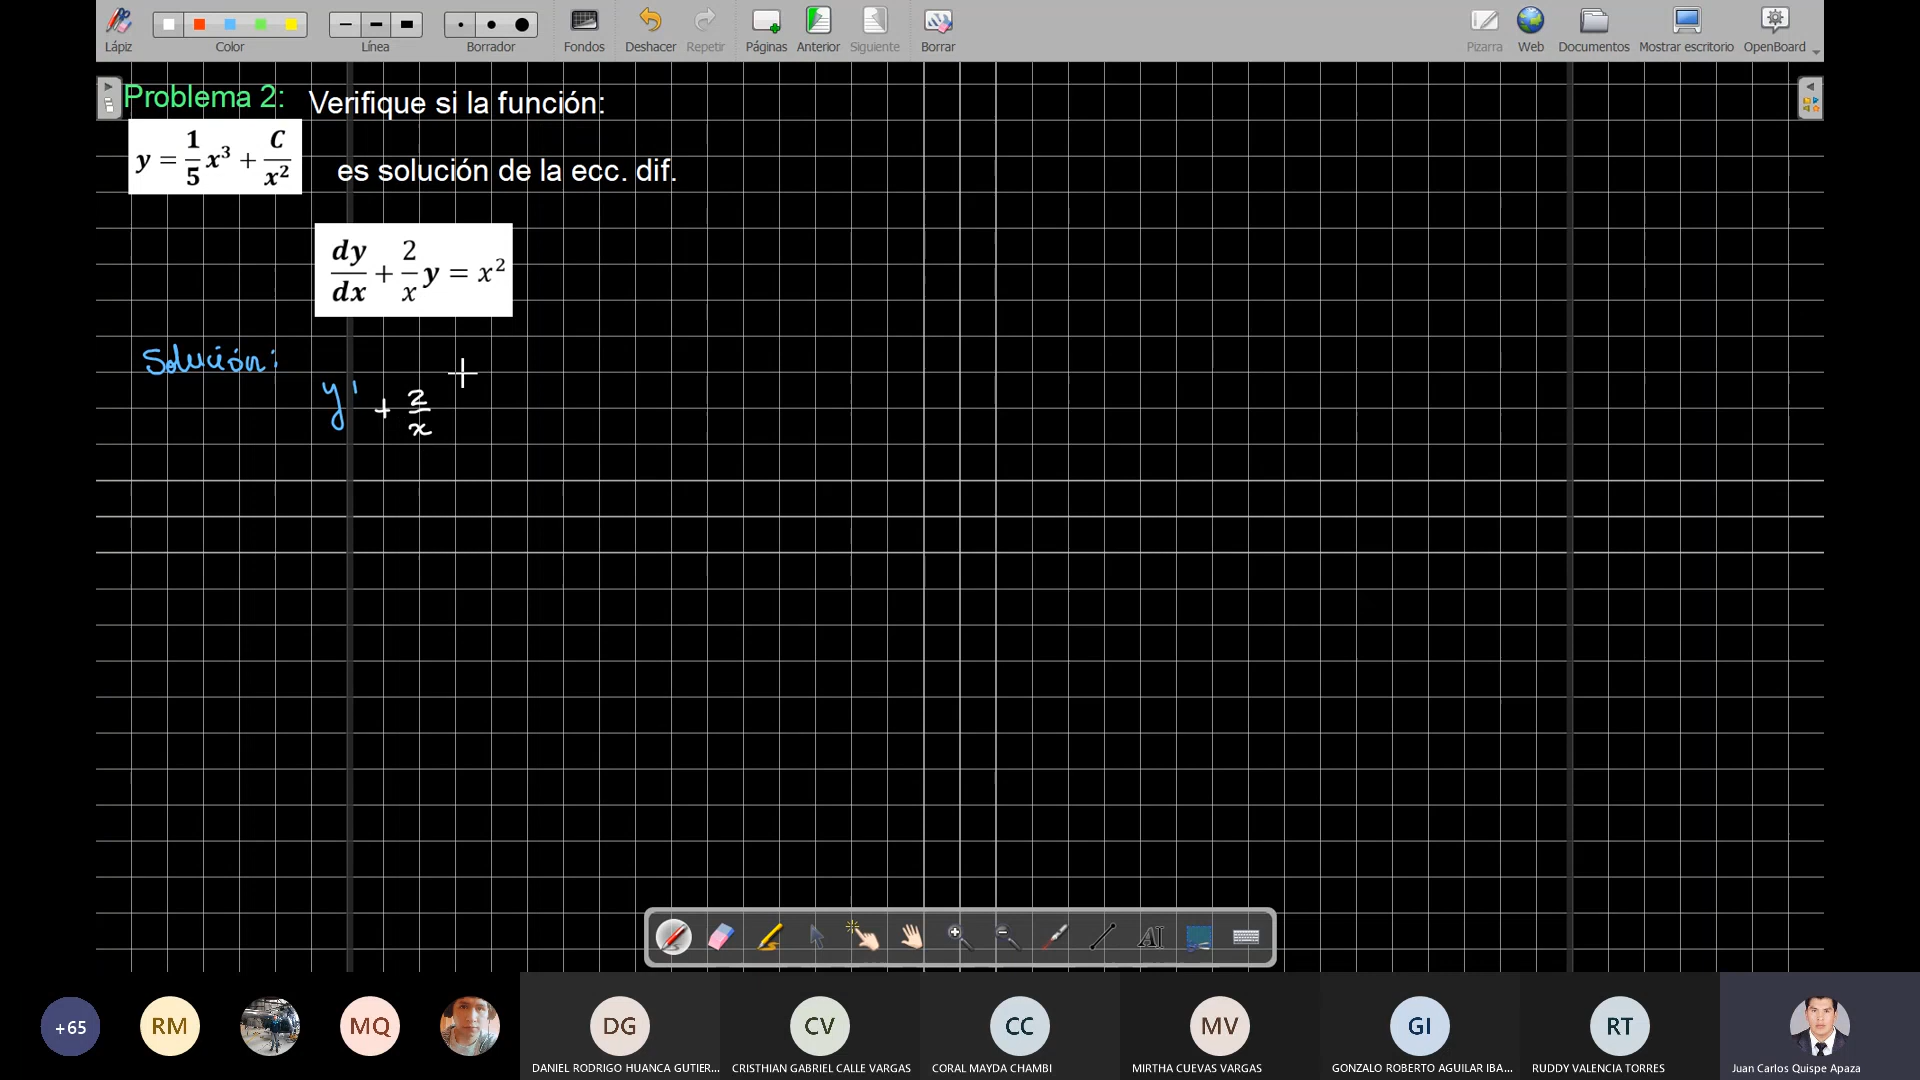 Lápiz Color Línea Borrador Fondos Deshacer Repetir Páginas Anterior Siguiente Borrar Pizarra Web Documentos Mostrar escritorio OpenBoard
Problema 2: Verifique si la función:
y = 1/5 x³ + C/x²
es solución de la ecc. dif.
dy/dx + 2/x y = x²
Solución:
y' + 2/x
+65 RM MQ DG CV CC MV GI RT
DANIEL RODRIGO HUANCA GUTIER... CRISTHIAN GABRIEL CALLE VARGAS CORAL MAYDA CHAMBI MIRTHA CUEVAS VARGAS GONZALO ROBERTO AGUILAR IBA... RUDDY VALENCIA TORRES Juan Carlos Quispe Apaza